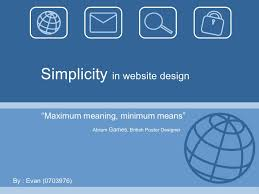 Simplicity in website design
“Maximum meaning, minimum means”
Abram Games, British Poster Designer
By : Evan (0703976)